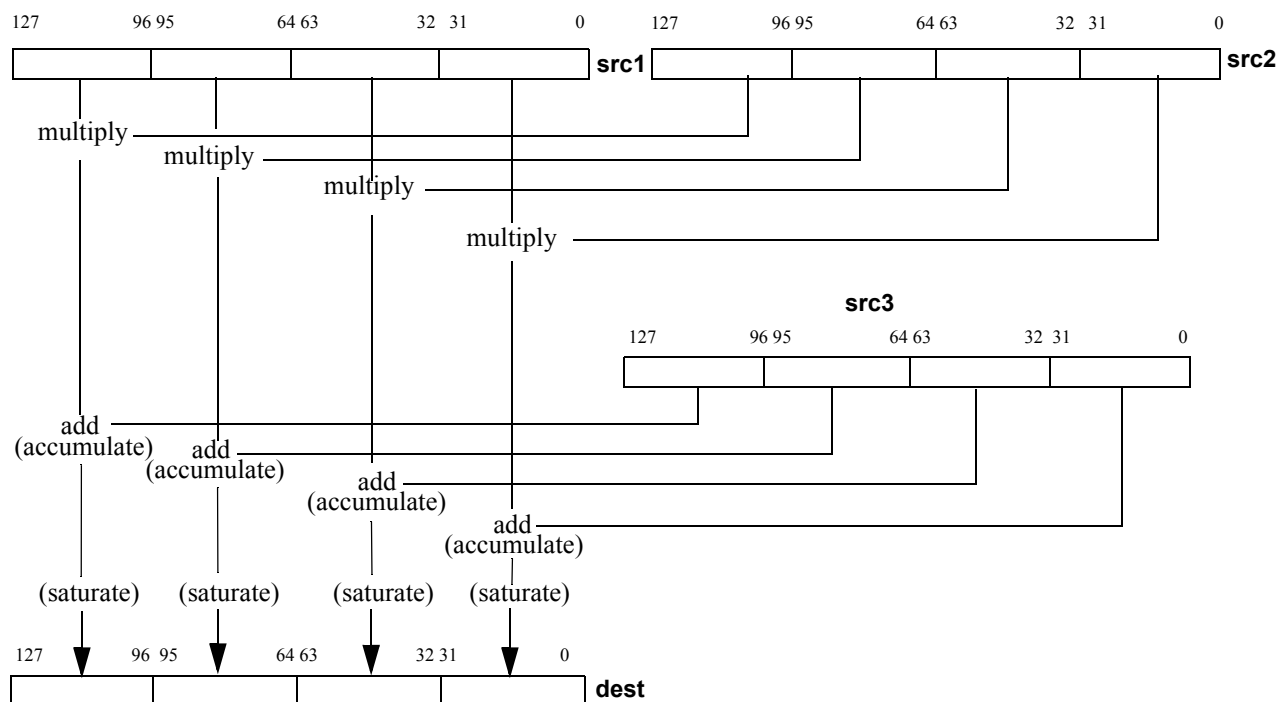 127 96 95 64 63 32 31 0 127 96 95 64 63 32 31 0
src1 src2
multiply
multiply
multiply
multiply
src3
127 96 95 64 63 32 31 0
add
(accumulate)
add
(accumulate)
add
(accumulate)
add
(accumulate)
(saturate) (saturate) (saturate) (saturate)
127 96 95 64 63 32 31 0
dest